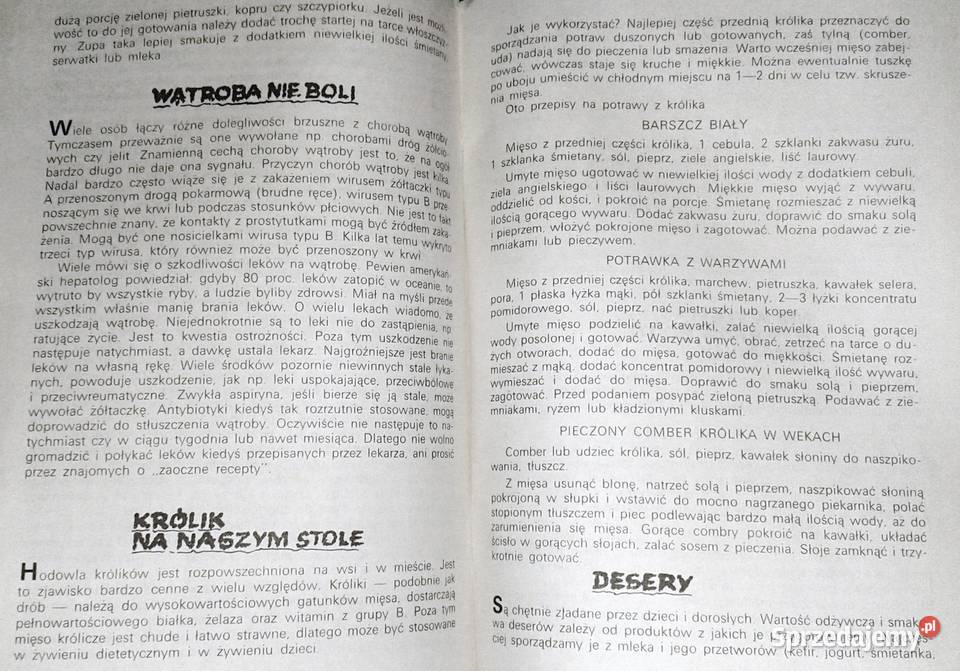 dużą porcję zielonej pietruszki, kopru czy szczypiorku. Jeżeli jest moż-
wość to do jej gotowania należy dodać trochę startej na tarce włoszczyz-
ny. Zupa taka lepiej smakuje z dodatkiem niewielkiej ilości śmietany,
serwatki lub mleka.
WĄTROBA NIE BOLI
Wiele osób łączy różne dolegliwości brzuszne z chorobą wątroby
Tymczasem przeważnie są one wywołane np. chorobami dróg żółcio-
wych czy jelit. Znamienną cechą choroby wątroby jest to, że na ogół
bardzo długo nie daje ona sygnału. Przyczyn chorób wątroby jest kilka.
Nadal bardzo często wiąże się je z zakażeniem wirusem żółtaczki typu
A przenoszonym drogą pokarmową (brudne ręce), wirusem typu B prze-
noszącym się we krwi lub podczas stosunków płciowych. Nie jest to fakt
powszechnie znany, że kontakty z prostytutkami mogą być źródłem zaka-
żenia. Mogą być one nosicielkami wirusa typu B. Kilka lat temu wykryto
trzeci typ wirusa, który również może być przenoszony w krwi.
Wiele mówi się o szkodliwości leków na wątrobę. Pewien amerykań-
ski hepatolog powiedział: gdyby 80 proc. leków zatopić w oceanie, to
wytruto by wszystkie ryby, a ludzie byliby zdrowsi. Miał na myśli przede
wszystkim właśnie manię brania leków. O wielu lekach wiadomo, że
uszkodzają wątrobę. Niejednokrotnie są to leki nie do zastąpienia, np
ratujące życie. Jest to kwestia ostrożności. Poza tym uszkodzenie nie
następuje natychmiast, a dawkę ustala lekarz. Najgroźniejsze jest branie
leków na własną rękę. Wiele środków pozornie niewinnych stale łyka-
nych, powoduje uszkodzenie, jak np. leki uspokajające, przeciwbólowe
i przeciwreumatyczne. Zwykła aspiryna, jeśli bierze się ją stale, może
wywołać żółtaczkę. Antybiotyki kiedyś tak rozrzutnie stosowane, mogą
doprowadzić do stłuszczenia wątroby. Oczywiście nie następuje to na-
tychmiast czy w ciągu tygodnia lub nawet miesiąca. Dlatego nie wolno
gromadzić i połykać leków kiedyś przepisanych przez lekarza, ani prosić
przez znajomych o „zaoczne recepty".
KRÓLIK
NA NASZYM STOLE
Hodowla królików jest rozpowszechniona na wsi i w mieście. Jest
to zjawisko bardzo cenne z wielu względów. Króliki — podobnie jak
drób — należą do wysokowartościowych gatunków mięsa, dostarczają
pełnowartościowego białka, żelaza oraz witamin z grupy B. Poza tym
mięso królicze jest chude i łatwo strawne, dlatego może być stosowane
w żywieniu dietetycznym i w żywieniu dzieci.
Jak je wykorzystać? Najlepiej część przednią królika przeznaczyć do
sporządzania potraw duszonych lub gotowanych, zaś tylną (comber,
uda) nadają się do pieczenia lub smażenia. Warto wcześniej mięso zabej-
cować, wówczas staje się kruche i miękkie. Można ewentualnie tuszkę
po uboju umieścić w chłodnym miejscu na 1—2 dni w celu tzw. skrusze-
nia mięsa.
Oto przepisy na potrawy z królika
BARSZCZ BIAŁY
Mięso z przedniej części królika, 1 cebula, 2 szklanki zakwasu żuru,
1 szklanka śmietany, sól, pieprz, ziele angielskie, liść laurowy.
Umyte mięso ugotować w niewielkiej ilości wody z dodatkiem cebuli,
ziela angielskiego i liści laurowych. Miękkie mięso wyjąć z wywaru,
oddzielić od kości, i pokroić na porcje. Śmietanę rozmieszać z niewielką
ilością gorącego wywaru. Dodać zakwasu żuru, doprawić do smaku solą
i pieprzem, włożyć pokrojone mięso i zagotować. Można podawać z zie-
mniakami lub pieczywem.
POTRAWKA Z WARZYWAMI
Mięso z przedniej części królika, marchew, pietruszka, kawałek selera,
pora, 1 płaska łyżka mąki, pół szklanki śmietany, 2—3 łyżki koncentratu
pomidorowego, sól, pieprz, nać pietruszki lub koper.
Umyte mięso podzielić na kawałki, zalać niewielką ilością gorącej
wody posolonej i gotować. Warzywa umyć, obrać, zetrzeć na tarce o du-
żych otworach, dodać do mięsa, gotować do miękkości. Śmietanę roz-
mieszać z mąką, dodać koncentrat pomidorowy i niewielką ilość wywaru,
wymieszać i dodać do mięsa. Doprawić do smaku solą i pieprzem,
zagotować. Przed podaniem posypać zieloną pietruszką. Podawać z zie-
mniakami, ryżem lub kładzionymi kluskami.
PIECZONY COMBER KRÓLIKA W WEKACH
Comber lub udziec królika, sól, pieprz, kawałek słoniny do naszpiko-
wania, tłuszcz.
Z mięsa usunąć błonę, natrzeć solą i pieprzem, naszpikować słoniną
pokrojoną w słupki i wstawić do mocno nagrzanego piekarnika, polać
stopionym tłuszczem i piec podlewając bardzo małą ilością wody, aż do
zarumienienia się mięsa. Gorące combry pokroić na kawałki, układać
ściśło w gorących słojach, zalać sosem z pieczenia. Słoje zamknąć i trzy-
krotnie gotować.
DESERY
Są chętnie zjadane przez dzieci i dorosłych. Wartość odżywczą i smak
wa deserów zależy od produktów z jakich je
ciej sporządzamy je z mleka i jego przetworów (kefir, jogurt, śmietanka,
Sprzedajemy.pl